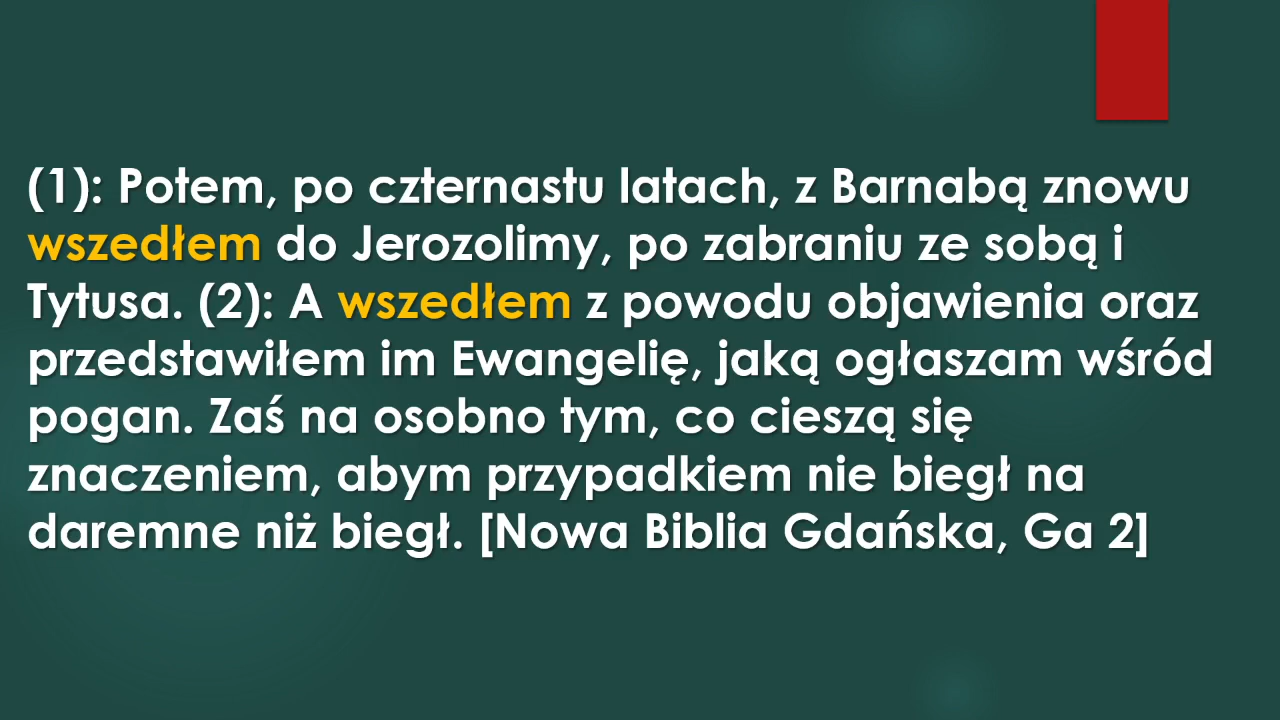 (1): Potem, po czternastu latach, z Barnabą znowu
wszedłem do Jerozolimy, po zabraniu ze sobą i
Tytusa. (2): A wszedłem z powodu objawienia oraz
przedstawiłem im Ewangelię, jaką ogłaszam wśród
pogan. Zaś na osobno tym, co cieszą się
znaczeniem, abym przypadkiem nie biegł na
daremne niż biegł. [Nowa Biblia Gdańska, Ga 2]